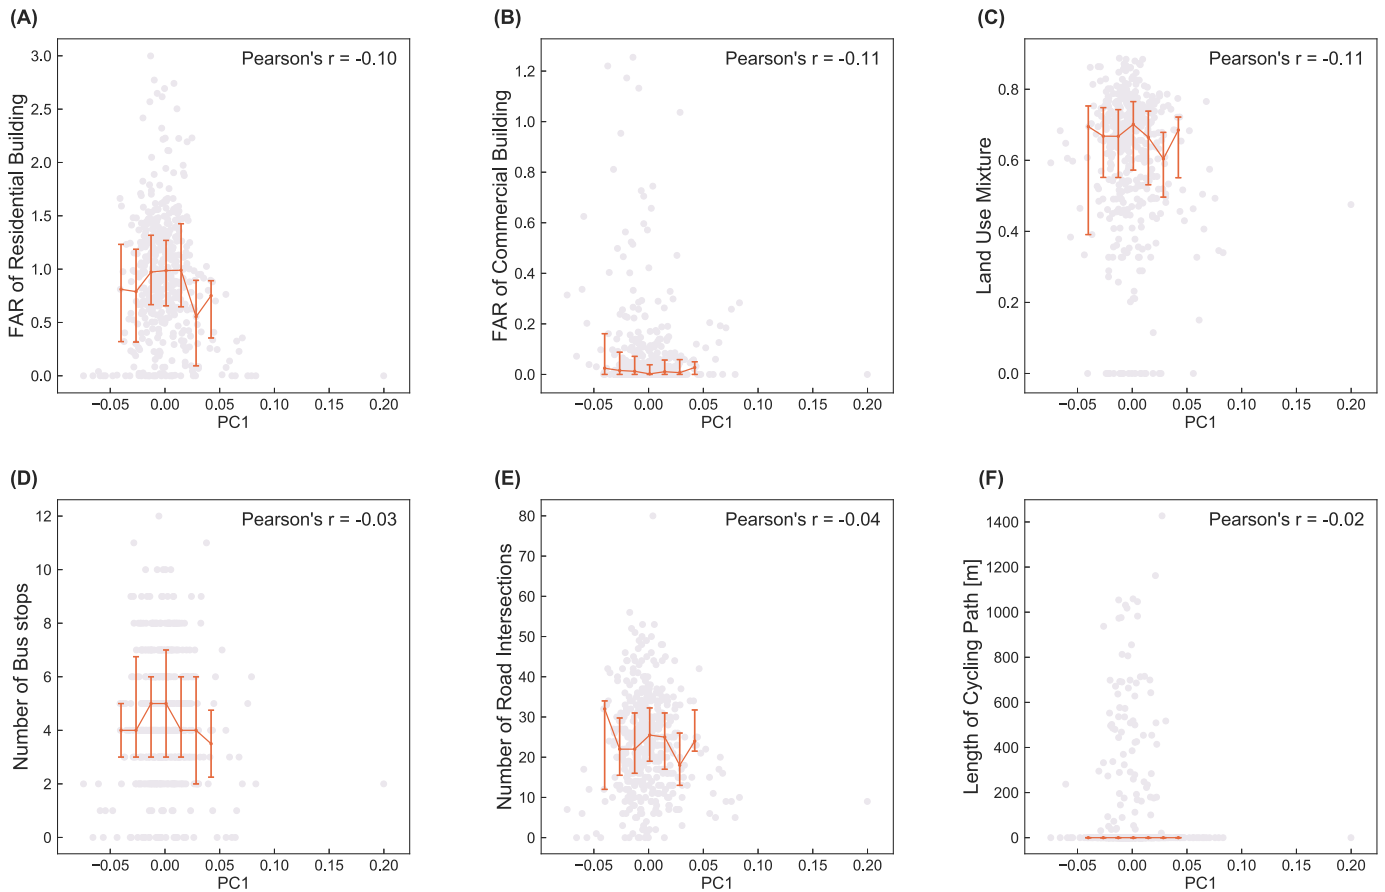 (A)
Pearson's r = -0.10
FAR of Residential Building
3.0
2.5
2.0
1.5
1.0
0.5
0.0
−0.05 0.00 0.05 0.10 0.15 0.20
PC1
(B)
Pearson's r = -0.11
FAR of Commercial Building
1.2
1.0
0.8
0.6
0.4
0.2
0.0
−0.05 0.00 0.05 0.10 0.15 0.20
PC1
(C)
Pearson's r = -0.11
Land Use Mixture
0.8
0.6
0.4
0.2
0.0
−0.05 0.00 0.05 0.10 0.15 0.20
PC1
(D)
Pearson's r = -0.03
Number of Bus stops
12
10
8
6
4
2
0
−0.05 0.00 0.05 0.10 0.15 0.20
PC1
(E)
Pearson's r = -0.04
Number of Road Intersections
80
70
60
50
40
30
20
10
0
−0.05 0.00 0.05 0.10 0.15 0.20
PC1
(F)
Pearson's r = -0.02
Length of Cycling Path [m]
1400
1200
1000
800
600
400
200
0
−0.05 0.00 0.05 0.10 0.15 0.20
PC1